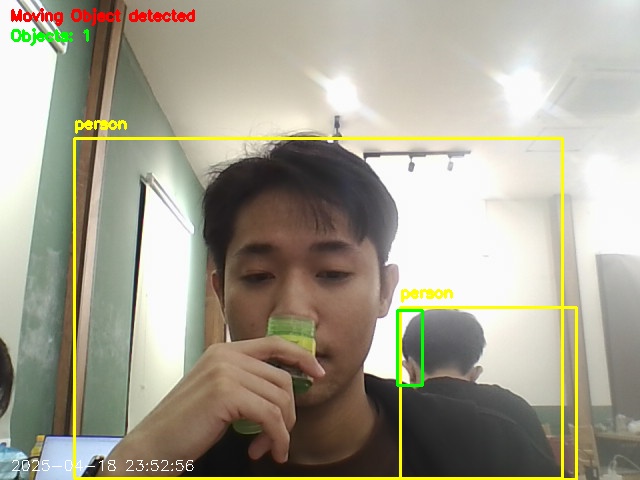 Moving Object detected
Objects: 1
person
person
2025-04-18 23:52:56